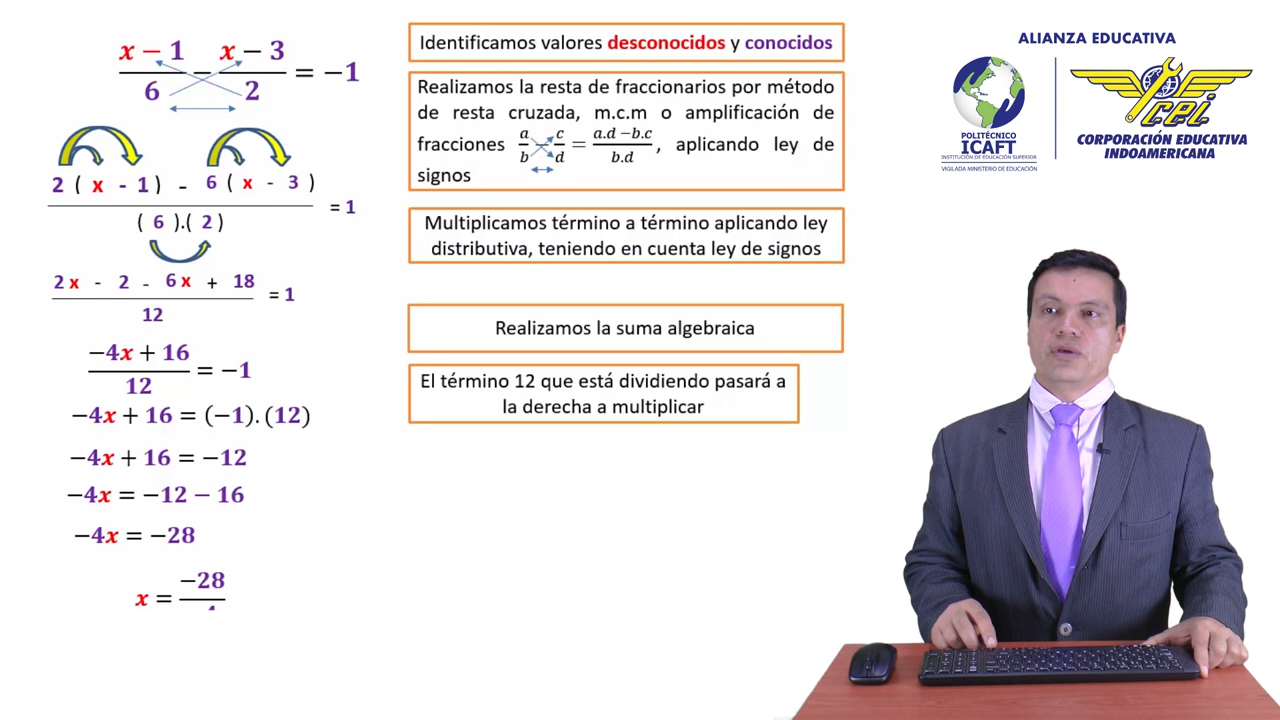 x − 1   x − 3
—— − —— = −1
6   2
2 ( x - 1 ) - 6 ( x - 3 )
= 1
( 6 ).( 2 )
2 x - 2 - 6 x + 18
= 1
12
−4x + 16
= −1
12
−4x + 16 = (−1). (12)
−4x + 16 = −12
−4x = −12 − 16
−4x = −28
−28
x =
Identificamos valores desconocidos y conocidos
Realizamos la resta de fraccionarios por método
de resta cruzada, m.c.m o amplificación de
fracciones a/b − c/d = a.d −b.c / b.d, aplicando ley de
signos
Multiplicamos término a término aplicando ley
distributiva, teniendo en cuenta ley de signos
Realizamos la suma algebraica
El término 12 que está dividiendo pasará a
la derecha a multiplicar
ALIANZA EDUCATIVA
POLITÉCNICO
ICAFT
INSTITUCIÓN DE EDUCACIÓN SUPERIOR
VIGILADA MINISTERIO DE EDUCACIÓN
cei
CORPORACIÓN EDUCATIVA
INDOAMERICANA